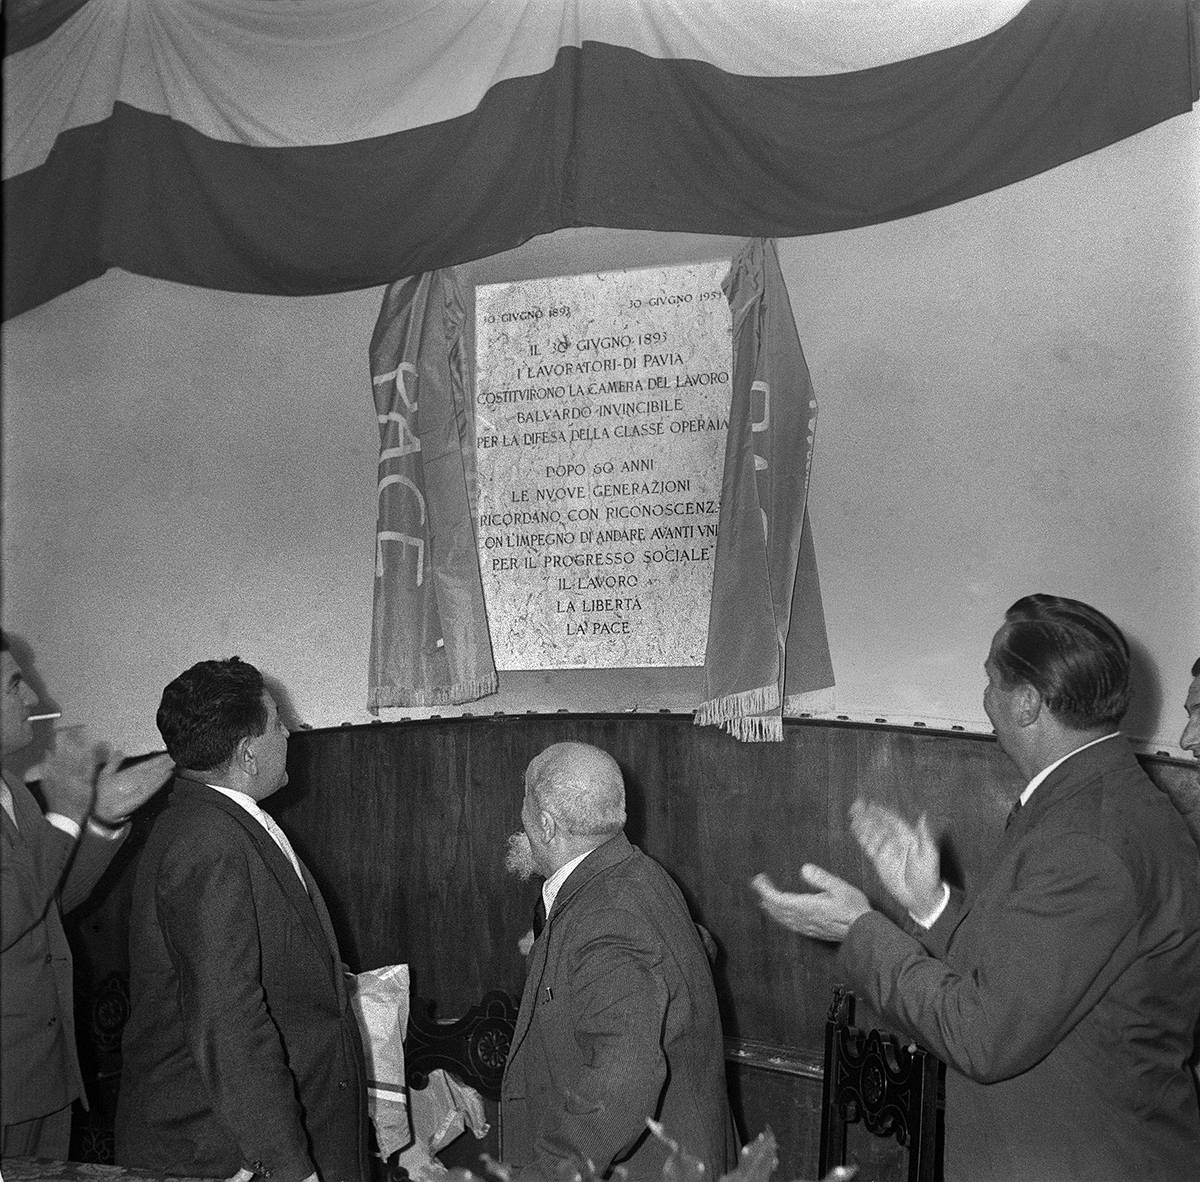 30 GIVGNO 1893 30 GIVGNO 1953
IL 30 GIVGNO 1893
I LAVORATORI-DI PAVIA
COSTITVIRONO LA CAMERA DEL LAVORO
BALVARDO INVINCIBILE
PER LA DIFESA DELLA CLASSE OPERAIA
DOPO 60 ANNI
LE NVOVE GENERAZIONI
RICORDANO CON RICONOSCENZA
CON L'IMPEGNO DI ANDARE AVANTI VNI
PER IL PROGRESSO SOCIALE
IL LAVORO
LA LIBERTÀ
LA PACE
PACE